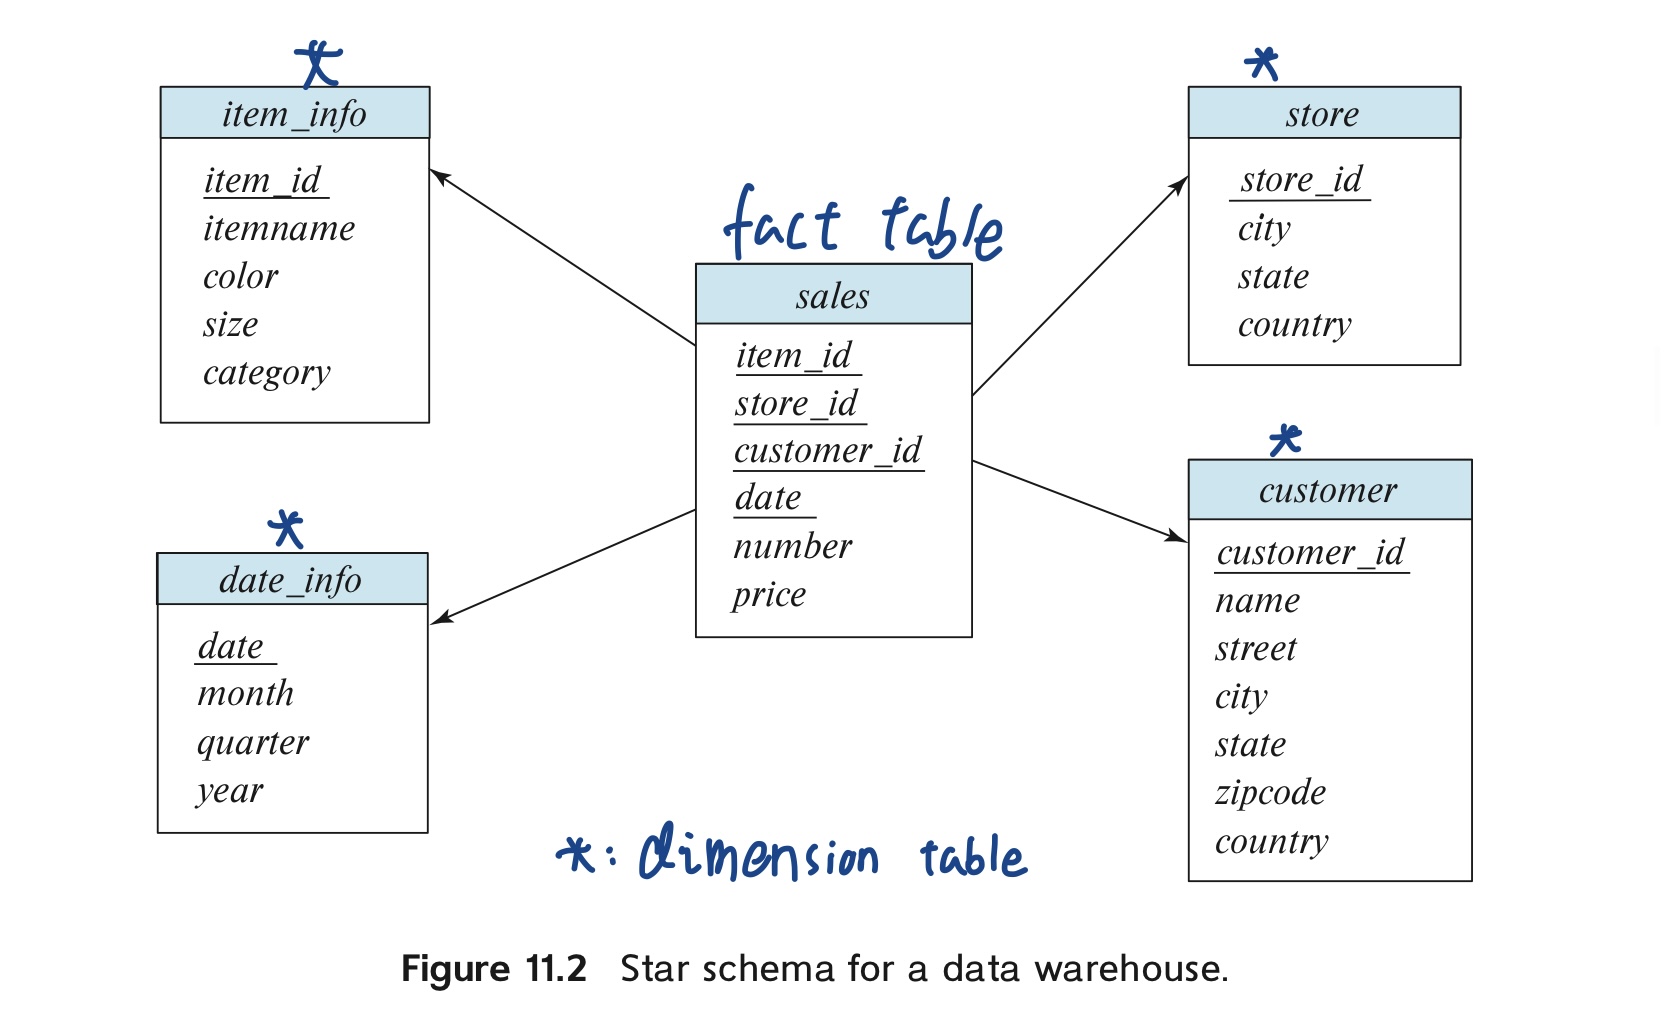 *
item_info
item_id
itemname
color
size
category
*
store
store_id
city
state
country
fact table
sales
item_id
store_id
customer_id
date
number
price
*
date_info
date
month
quarter
year
*
customer
customer_id
name
street
city
state
zipcode
country
*: dimension table
Figure 11.2 Star schema for a data warehouse.